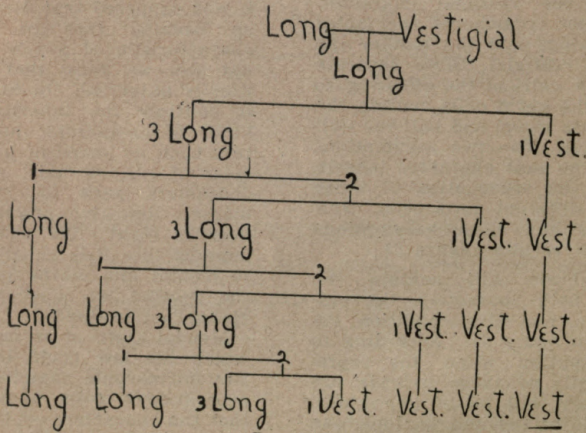 Long Vestigial
Long
3 Long 1 Vest.
1 2
Long 3 Long 1 Vest. Vest.
1 2
Long Long 3 Long 1 Vest. Vest. Vest.
1 2
Long Long 3 Long 1 Vest. Vest. Vest. Vest